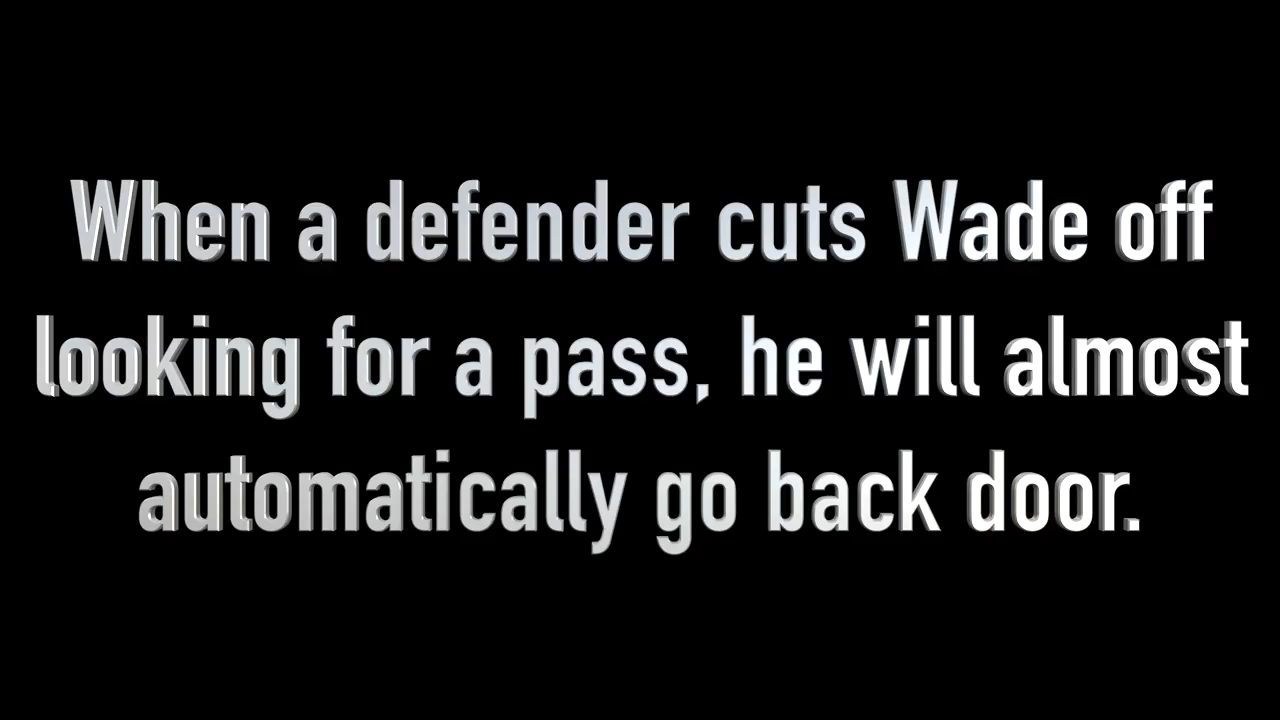 When a defender cuts Wade off
looking for a pass, he will almost
automatically go back door.